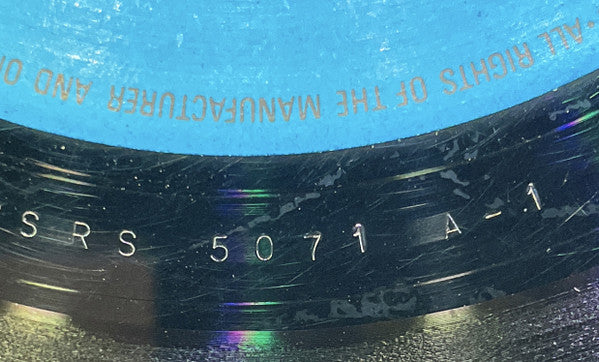 ·ALL RIGHTS OF THE MANUFACTURER AND O
SRS 5071 A-1